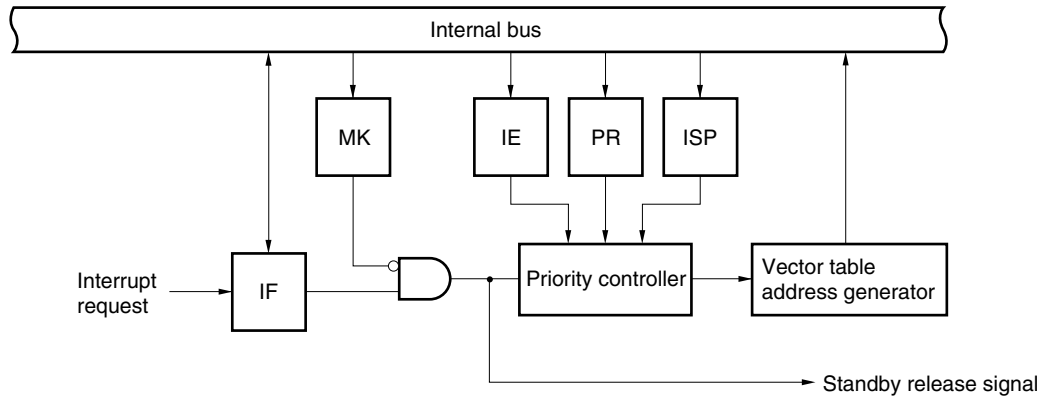 Internal bus
MK
IE
PR
ISP
Interrupt
request
IF
Priority controller
Vector table
address generator
Standby release signal